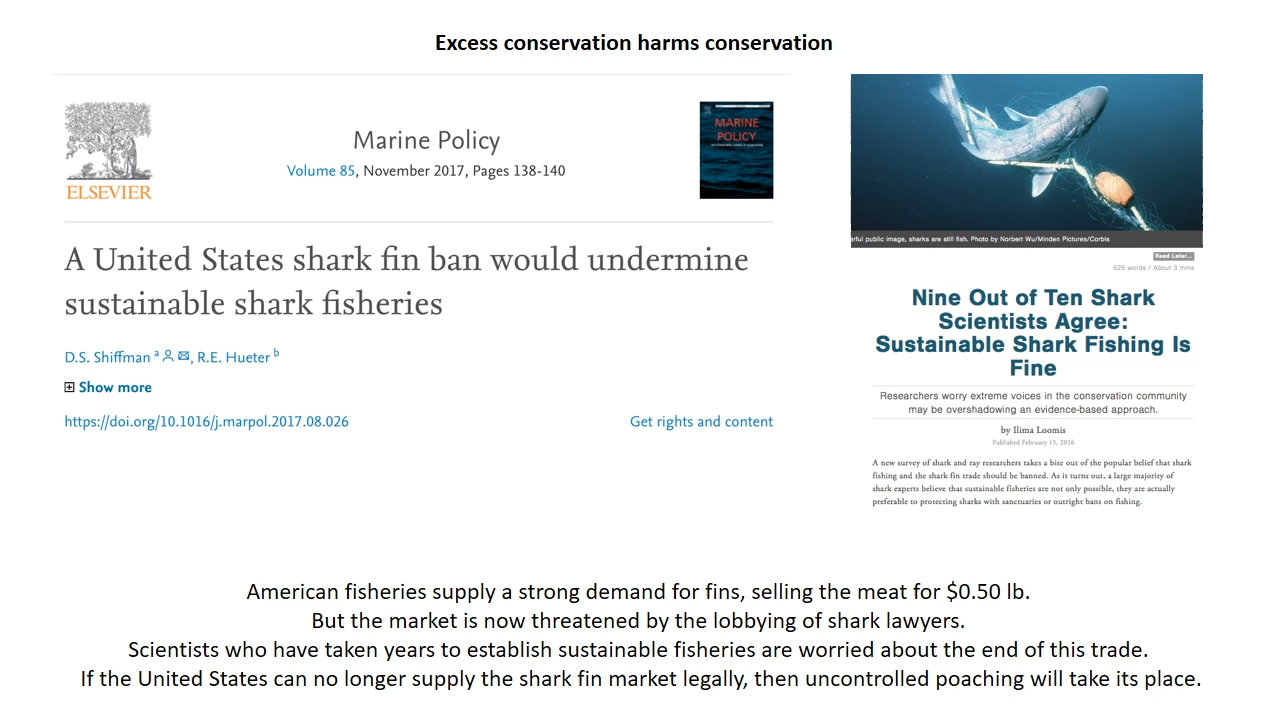 Excess conservation harms conservation
ELSEVIER
Marine Policy
Volume 85, November 2017, Pages 138-140
MARINE
POLICY
A United States shark fin ban would undermine
sustainable shark fisheries
D.S. Shiffman a, R.E. Hueter b
Show more
https://doi.org/10.1016/j.marpol.2017.08.026
Get rights and content
erful public image, sharks are still fish. Photo by Norbert Wu/Minden Pictures/Corbis
Read Later...
525 words / About 3 mins
Nine Out of Ten Shark
Scientists Agree:
Sustainable Shark Fishing Is
Fine
Researchers worry extreme voices in the conservation community
may be overshadowing an evidence-based approach.
by Ilima Loomis
Published February 15, 2016
A new survey of shark and ray researchers takes a bite out of the popular belief that shark
fishing and the shark fin trade should be banned. As it turns out, a large majority of
shark experts believe that sustainable fisheries are not only possible, they are actually
preferable to protecting sharks with sanctuaries or outright bans on fishing.
American fisheries supply a strong demand for fins, selling the meat for $0.50 lb.
But the market is now threatened by the lobbying of shark lawyers.
Scientists who have taken years to establish sustainable fisheries are worried about the end of this trade.
If the United States can no longer supply the shark fin market legally, then uncontrolled poaching will take its place.